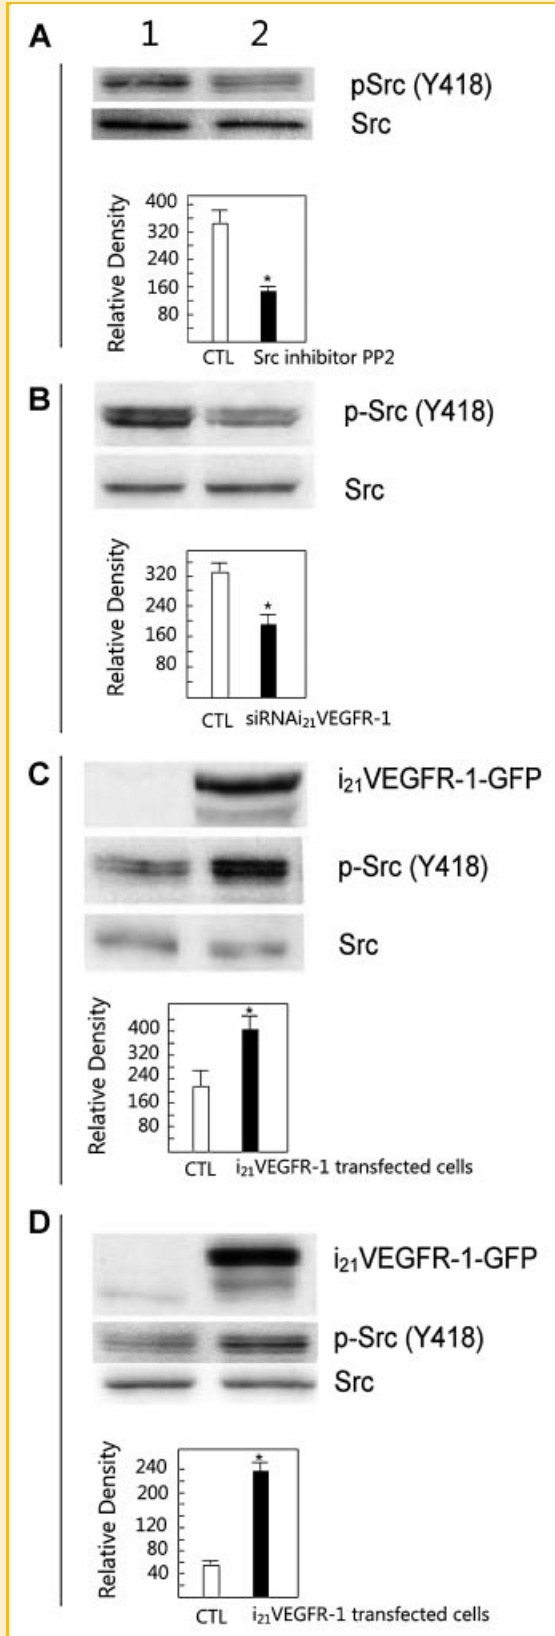 A 1 2
pSrc (Y418)
Src
Relative Density
400
320
240
160
80
*
CTL Src inhibitor PP2
B
p-Src (Y418)
Src
Relative Density
320
240
160
80
*
CTL siRNAi₂₁VEGFR-1
C
i₂₁VEGFR-1-GFP
p-Src (Y418)
Src
Relative Density
400
320
240
160
80
*
CTL i₂₁VEGFR-1 transfected cells
D
i₂₁VEGFR-1-GFP
p-Src (Y418)
Src
Relative Density
240
200
120
80
40
*
CTL i₂₁VEGFR-1 transfected cells